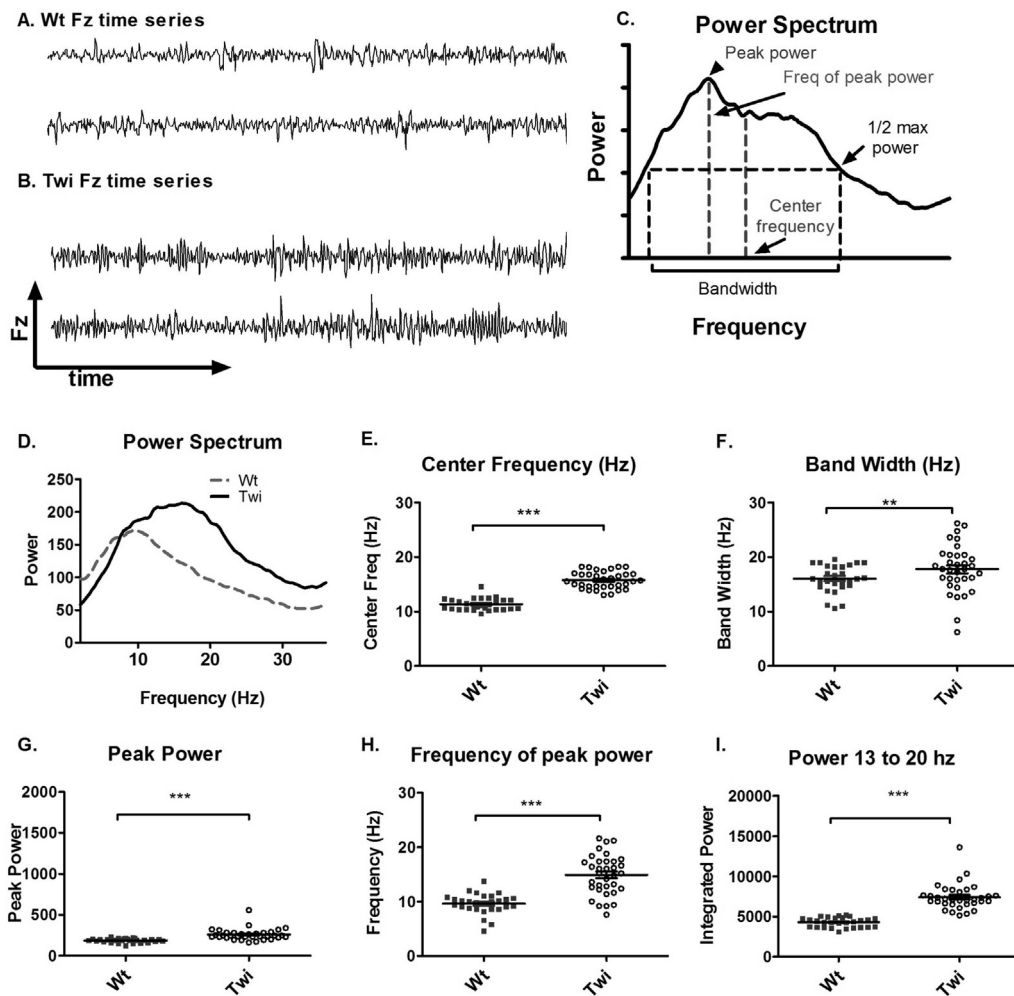 A. Wt Fz time series
B. Twi Fz time series
Fz
time
C.
Power Spectrum
Peak power
Freq of peak power
1/2 max
power
Center
frequency
Power
Bandwidth
Frequency
D.
Power Spectrum
Wt
Twi
250
200
150
100
50
0
Power
10 20 30
Frequency (Hz)
E.
Center Frequency (Hz)
***
30
20
10
0
Center Freq (Hz)
Wt Twi
F.
Band Width (Hz)
**
30
20
10
0
Band Width (Hz)
Wt Twi
G.
Peak Power
***
2000
1500
1000
500
0
Peak Power
Wt Twi
H.
Frequency of peak power
***
30
20
10
0
Frequency (Hz)
Wt Twi
I.
Power 13 to 20 hz
***
20000
15000
10000
5000
0
Integrated Power
Wt Twi